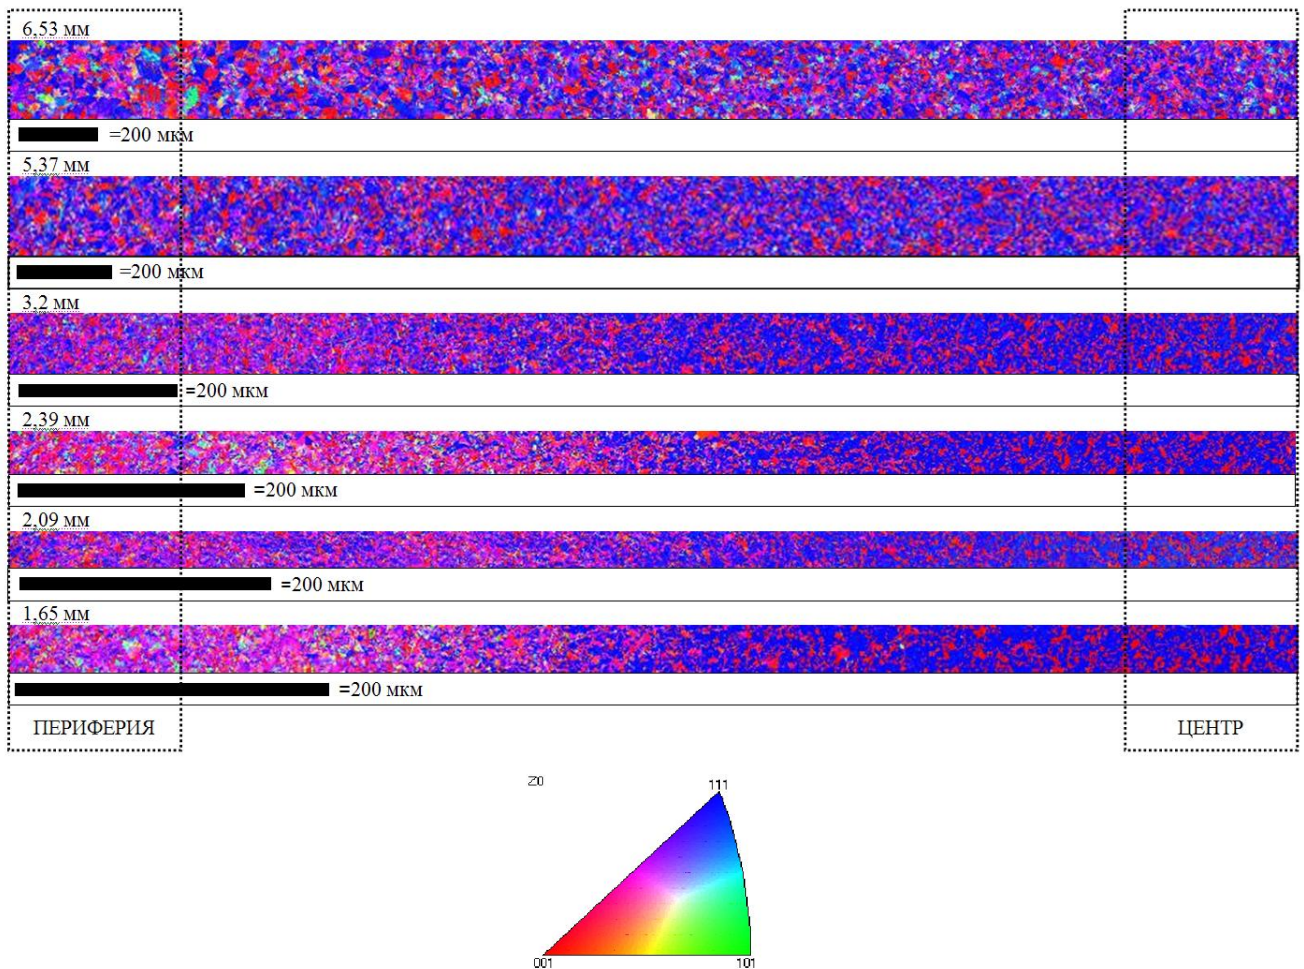 6,53 мм
=200 мкм
5,37 мм
=200 мкм
3,2 мм
=200 мкм
2,39 мм
=200 мкм
2,09 мм
=200 мкм
1,65 мм
=200 мкм
ПЕРИФЕРИЯ ЦЕНТР
Z0 111
001 101